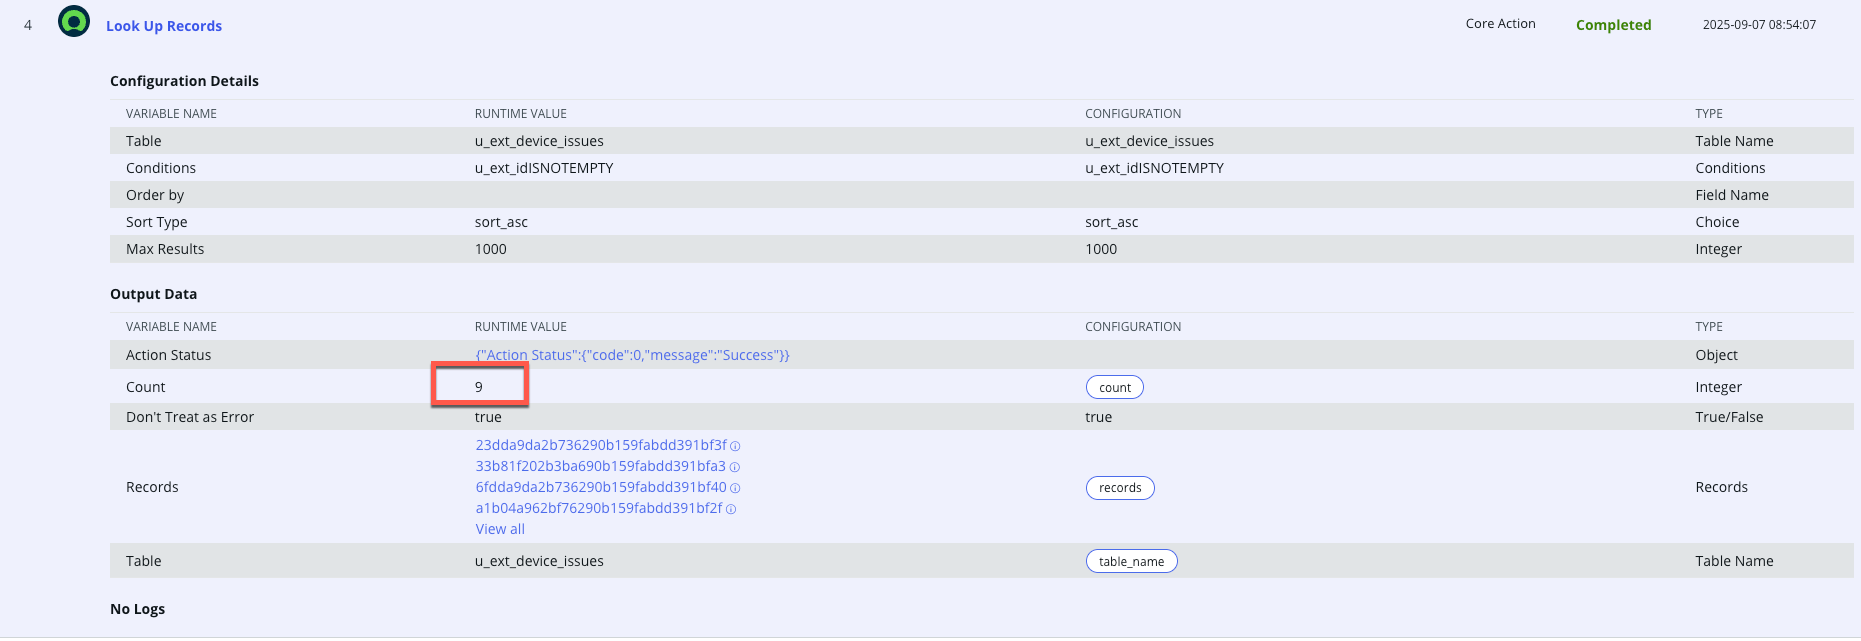 4 Look Up Records Core Action Completed 2025-09-07 08:54:07
Configuration Details
VARIABLE NAME RUNTIME VALUE CONFIGURATION TYPE
Table u_ext_device_issues u_ext_device_issues Table Name
Conditions u_ext_idISNOTEMPTY u_ext_idISNOTEMPTY Conditions
Order by Field Name
Sort Type sort_asc sort_asc Choice
Max Results 1000 1000 Integer
Output Data
VARIABLE NAME RUNTIME VALUE CONFIGURATION TYPE
Action Status {"Action Status":{"code":0,"message":"Success"}} Object
Count 9 count Integer
Don't Treat as Error true true True/False
23dda9da2b736290b159fabdd391bf3f
33b81f202b3ba690b159fabdd391bfa3
Records 6fdda9da2b736290b159fabdd391bf40 records Records
a1b04a962bf76290b159fabdd391bf2f
View all
Table u_ext_device_issues table_name Table Name
No Logs